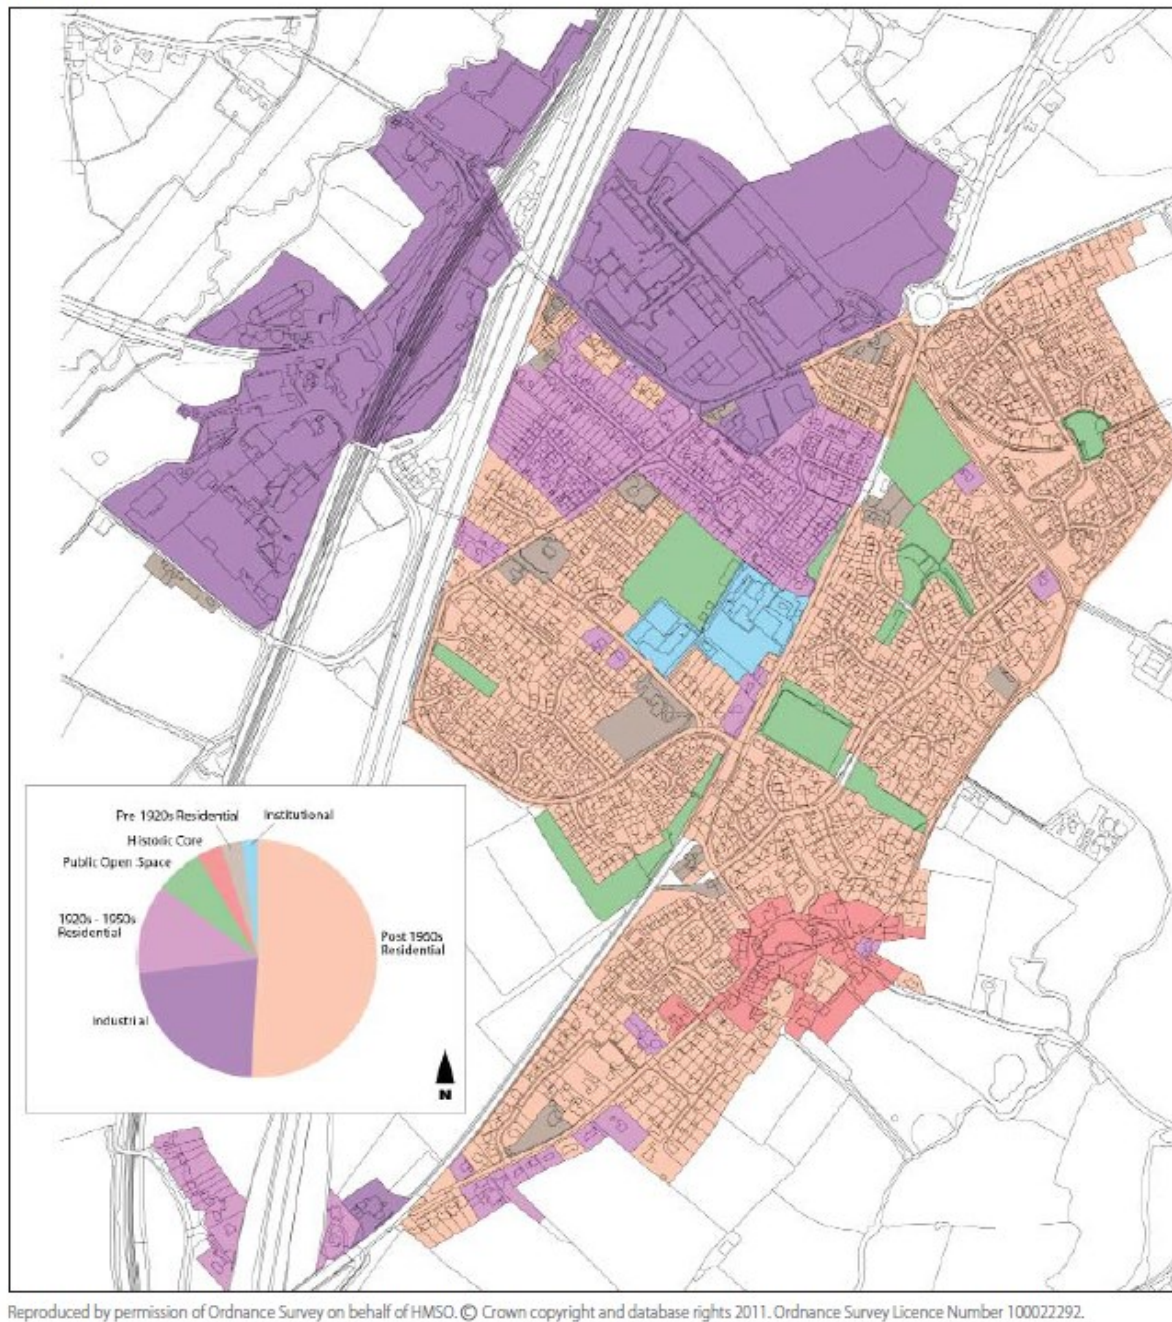 Pre 1920s Residential
Institutional
Historic Core
Public Open Space
1920s - 1950s
Residential
Post 1960s
Residential
Industrial
N
Reproduced by permission of Ordnance Survey on behalf of HMSO. © Crown copyright and database rights 2011. Ordnance Survey Licence Number 100022292.